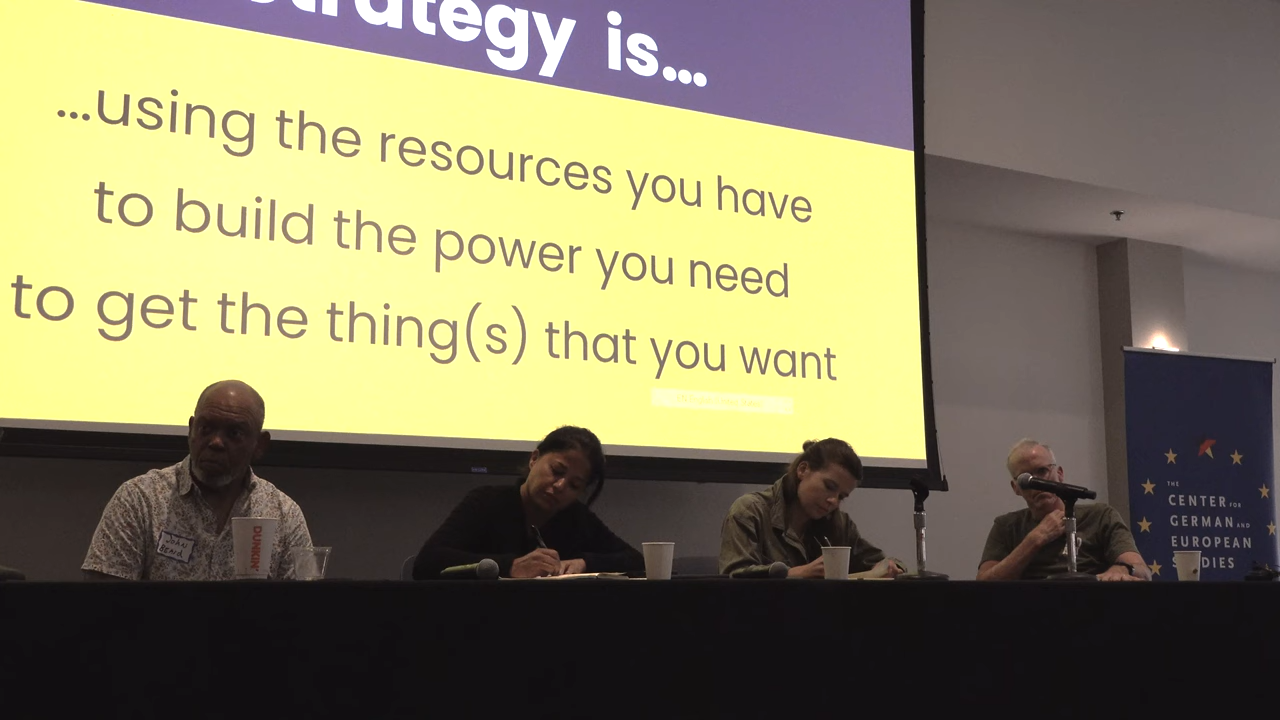 strategy is...
...using the resources you have
to build the power you need
to get the thing(s) that you want
BEARD
DUNKIN'
THE
CENTER FOR
GERMAN AND
EUROPEAN
STUDIES